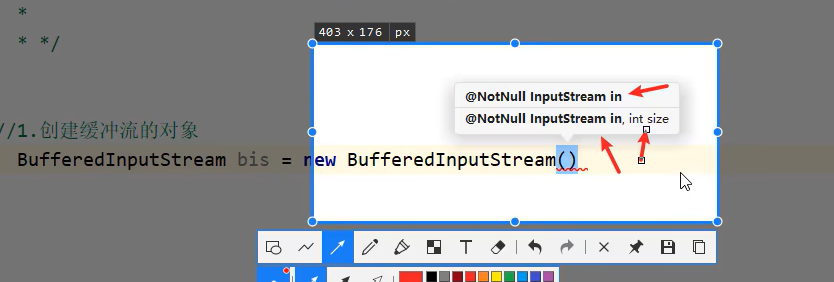 *
* */
403 x 176 px
@NotNull InputStream in
@NotNull InputStream in, int size
//1.创建缓冲流的对象
BufferedInputStream bis = new BufferedInputStream()
T